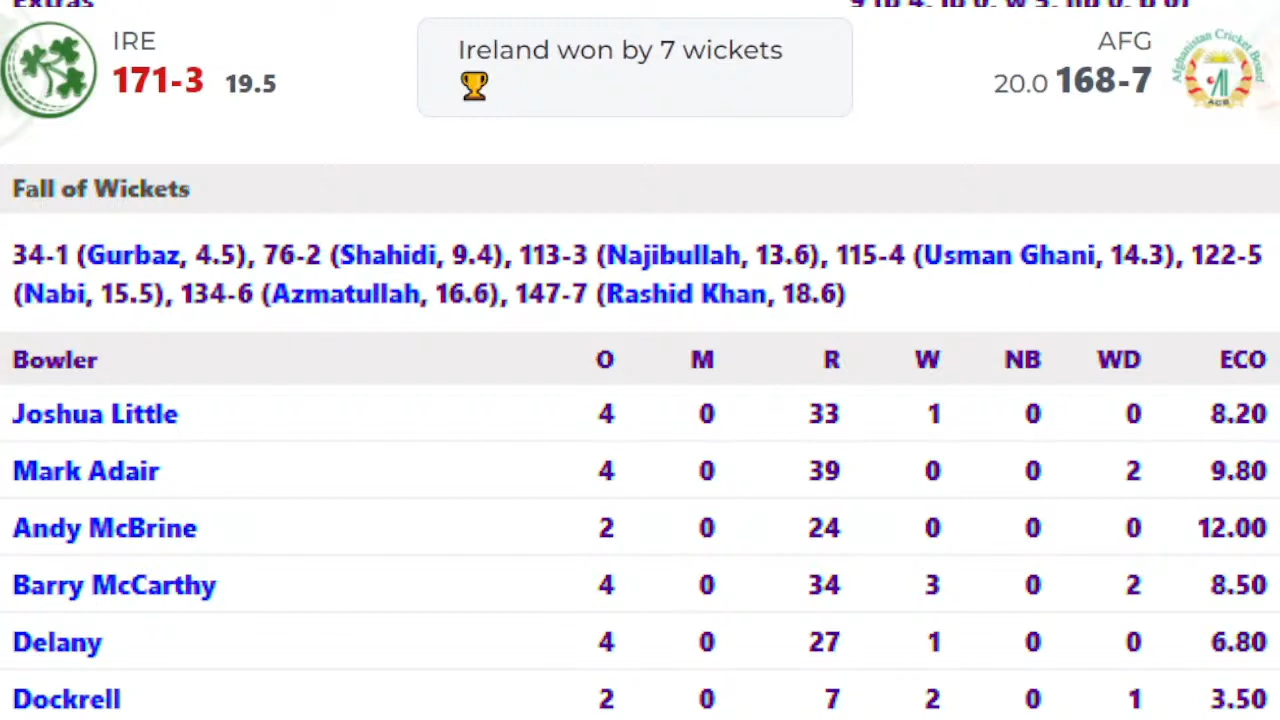 IRE
171-3 19.5
Ireland won by 7 wickets
AFG
20.0 168-7
Afghanistan Cricket Board
ACB
Fall of Wickets
34-1 (Gurbaz, 4.5), 76-2 (Shahidi, 9.4), 113-3 (Najibullah, 13.6), 115-4 (Usman Ghani, 14.3), 122-5
(Nabi, 15.5), 134-6 (Azmatullah, 16.6), 147-7 (Rashid Khan, 18.6)
Bowler O M R W NB WD ECO
Joshua Little 4 0 33 1 0 0 8.20
Mark Adair 4 0 39 0 0 2 9.80
Andy McBrine 2 0 24 0 0 0 12.00
Barry McCarthy 4 0 34 3 0 2 8.50
Delany 4 0 27 1 0 0 6.80
Dockrell 2 0 7 2 0 1 3.50